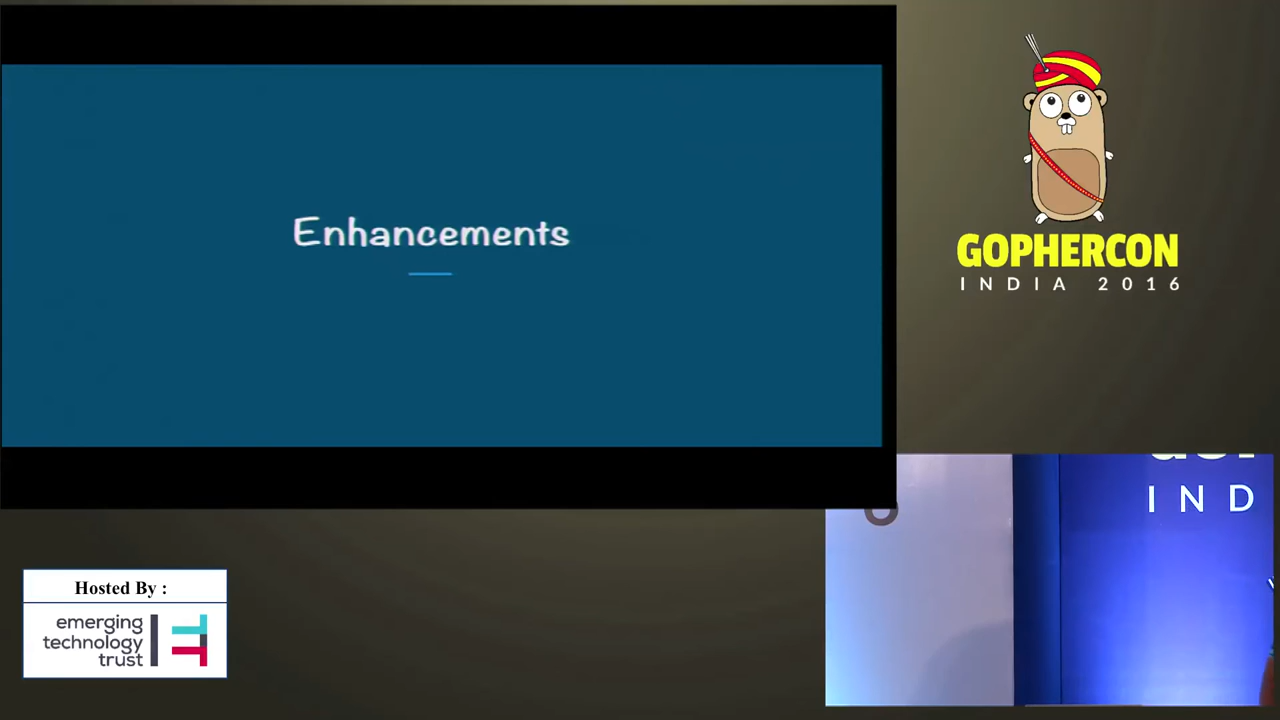 Enhancements
GOPHERCON
INDIA 2016
IND
Hosted By :
emerging
technology
trust